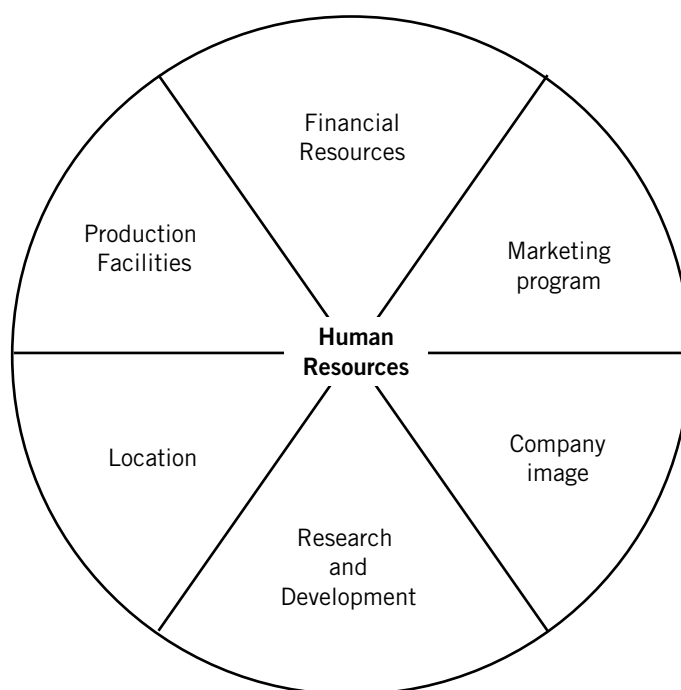 Financial
Resources
Production
Facilities
Marketing
program
Human
Resources
Location
Company
image
Research
and
Development